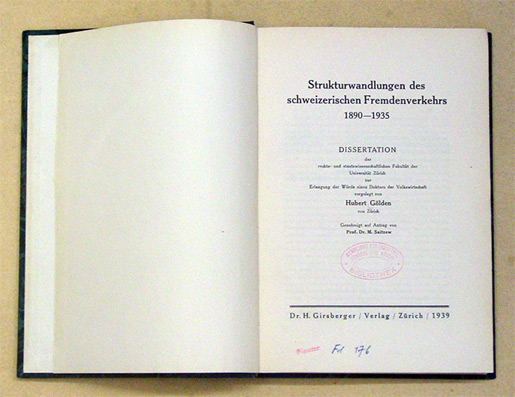 Strukturwandlungen des
schweizerischen Fremdenverkehrs
1890—1935
DISSERTATION
der
rechts- und staatswissenschaftlichen Fakultät der
Universität Zürich
zur
Erlangung der Würde eines Doktors der Volkswirtschaft
vorgelegt von
Hubert Gölden
von Zürich
Genehmigt auf Antrag von
Prof. Dr. M. Saitzew
BIBLIOTHEK
Dr. H. Girsberger / Verlag / Zürich / 1939
176